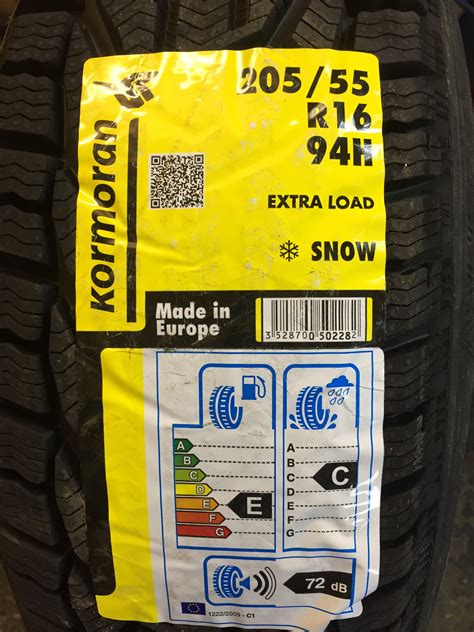 kormoran
205/55
R16
94H
EXTRA LOAD
SNOW
Made in
Europe
3 528700 502282
A
B
C
D
E
F
G
E
A
B
C
D
E
F
G
C
72 dB
1222/2009 - C1